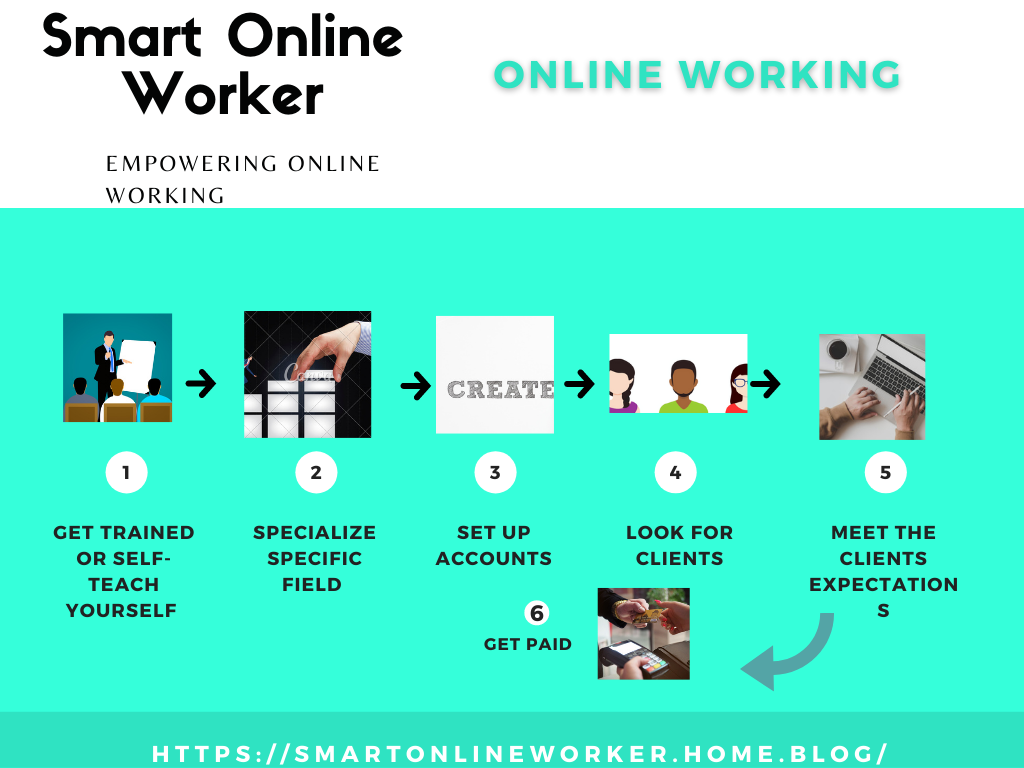 Smart Online
Worker
ONLINE WORKING
EMPOWERING ONLINE
WORKING
CREATE
1
2
3
4
5
GET TRAINED
OR SELF-
TEACH
YOURSELF
SPECIALIZE
SPECIFIC
FIELD
SET UP
ACCOUNTS
LOOK FOR
CLIENTS
MEET THE
CLIENTS
EXPECTATION
S
6
GET PAID
HTTPS://SMARTONLINEWORKER.HOME.BLOG/